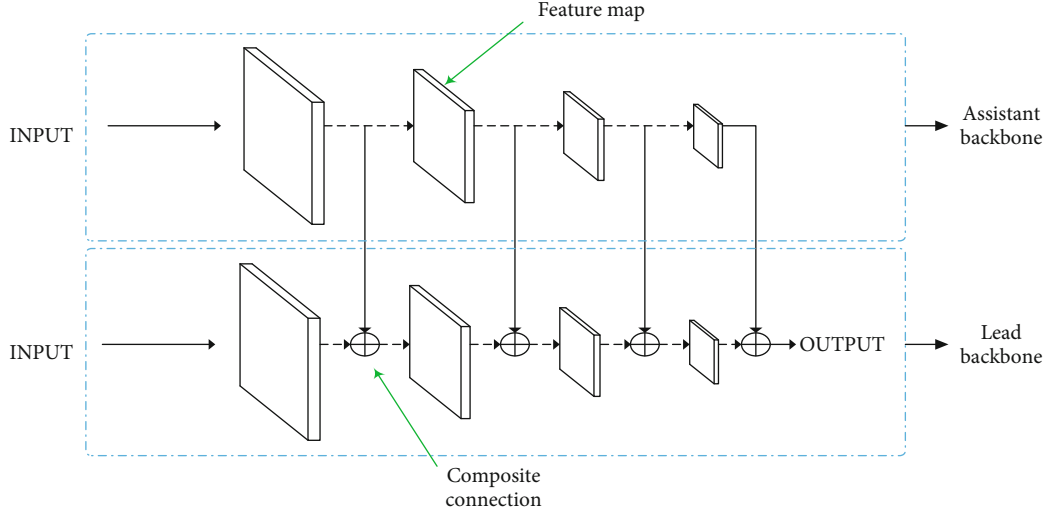 Feature map
INPUT
Assistant
backbone
INPUT
OUTPUT
Lead
backbone
Composite
connection